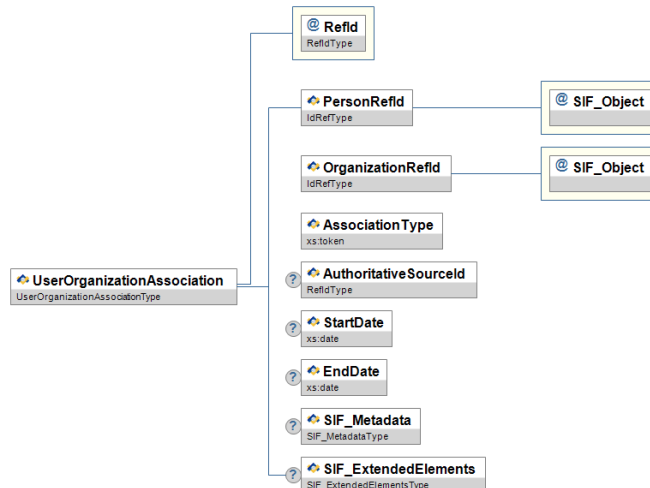 @ RefId
RefIdType
PersonRefId
IdRefType
@ SIF_Object
OrganizationRefId
IdRefType
@ SIF_Object
AssociationType
xs:token
UserOrganizationAssociation
UserOrganizationAssociationType
? AuthoritativeSourceId
RefIdType
? StartDate
xs:date
? EndDate
xs:date
? SIF_Metadata
SIF_MetadataType
? SIF_ExtendedElements
SIF_ExtendedElementsType